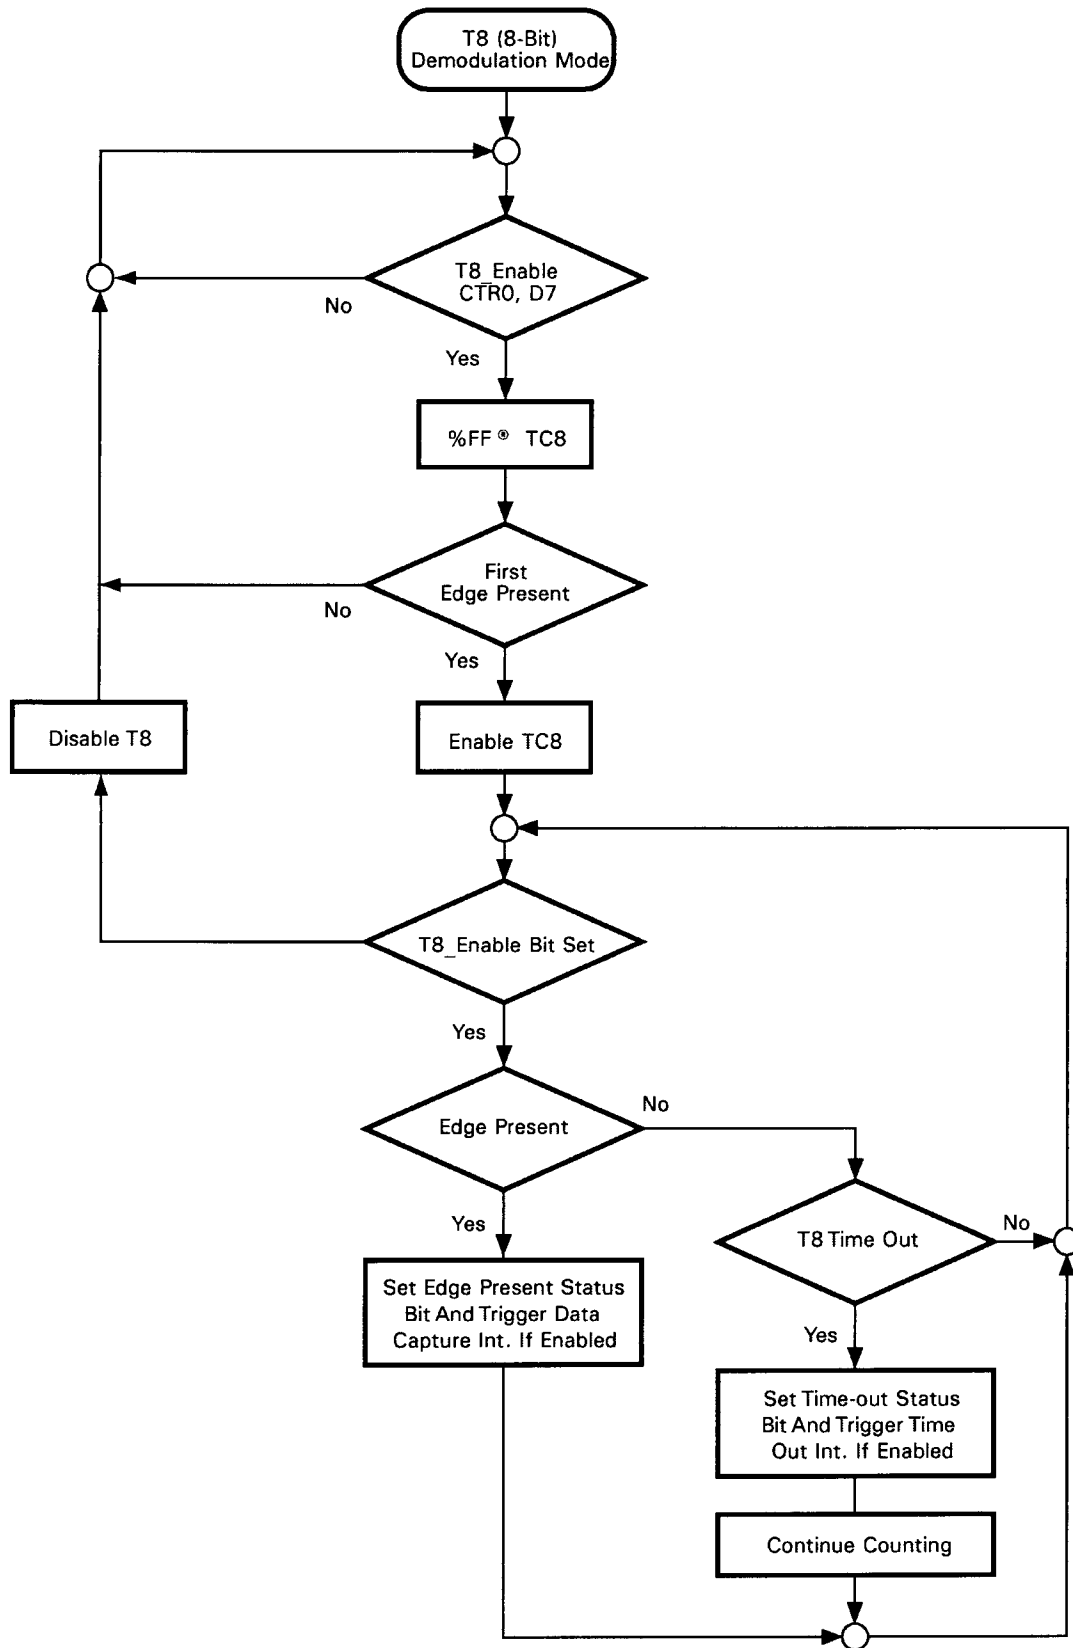 T8 (8-Bit)
Demodulation Mode
T8_Enable
CTR0, D7
No
Yes
%FF ® TC8
First
Edge Present
No
Yes
Disable T8
Enable TC8
T8_Enable Bit Set
Yes
Edge Present
No
Yes
T8 Time Out
No
Set Edge Present Status
Bit And Trigger Data
Capture Int. If Enabled
Yes
Set Time-out Status
Bit And Trigger Time
Out Int. If Enabled
Continue Counting